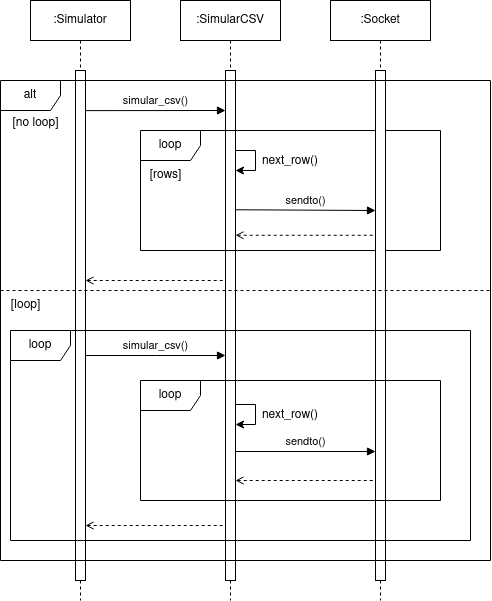 :Simulator
:SimularCSV
:Socket
alt
[no loop]
simular_csv()
loop
[rows]
next_row()
sendto()
[loop]
loop
simular_csv()
loop
next_row()
sendto()